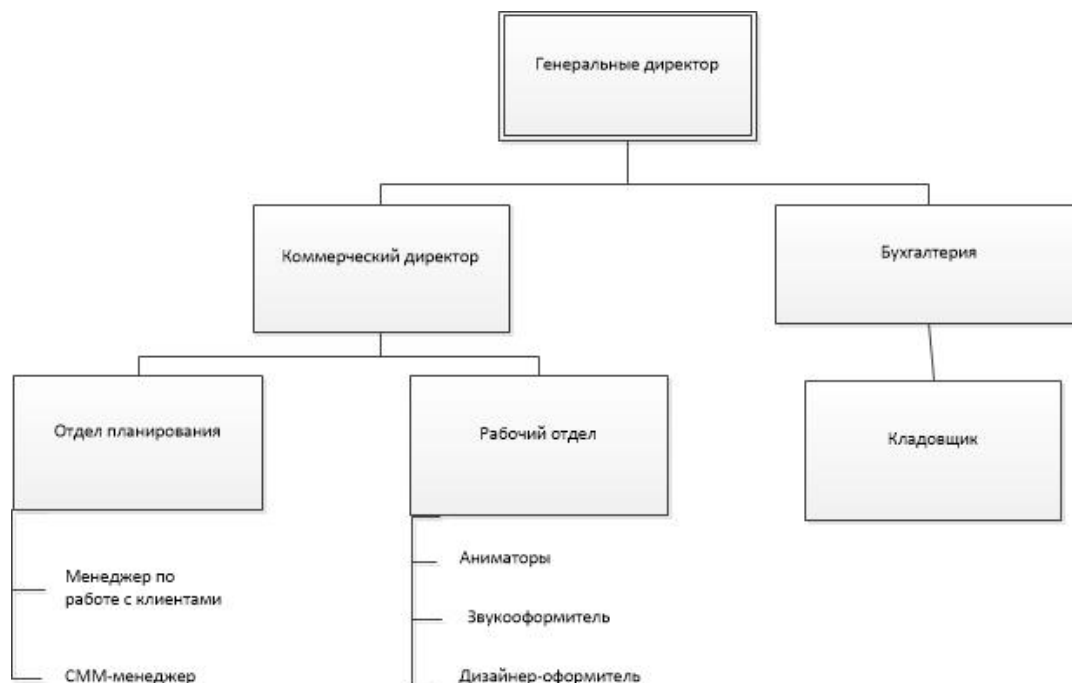 Генеральные директор
Коммерческий директор
Бухгалтерия
Отдел планирования
Рабочий отдел
Кладовщик
Менеджер по
работе с клиентами
СММ-менеджер
Аниматоры
Звукооформитель
Дизайнер-оформитель